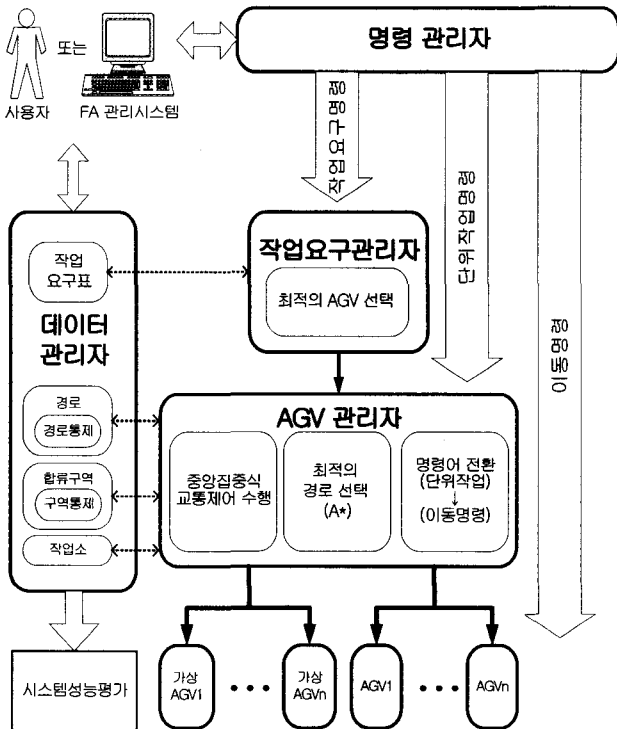 또는
사용자
FA 관리시스템
명령 관리자
작업요구명령
단위작업명령
이동명령
작업요구관리자
최적의 AGV 선택
데이터
관리자
작업
요구표
경로
경로통제
합류구역
구역통제
작업소
AGV 관리자
중앙집중식
교통제어 수행
최적의
경로 선택
(A*)
명령어 전환
(단위작업)
↓
(이동명령)
시스템성능평가
가상
AGV1
• • •
가상
AGVn
AGV1
• • •
AGVn